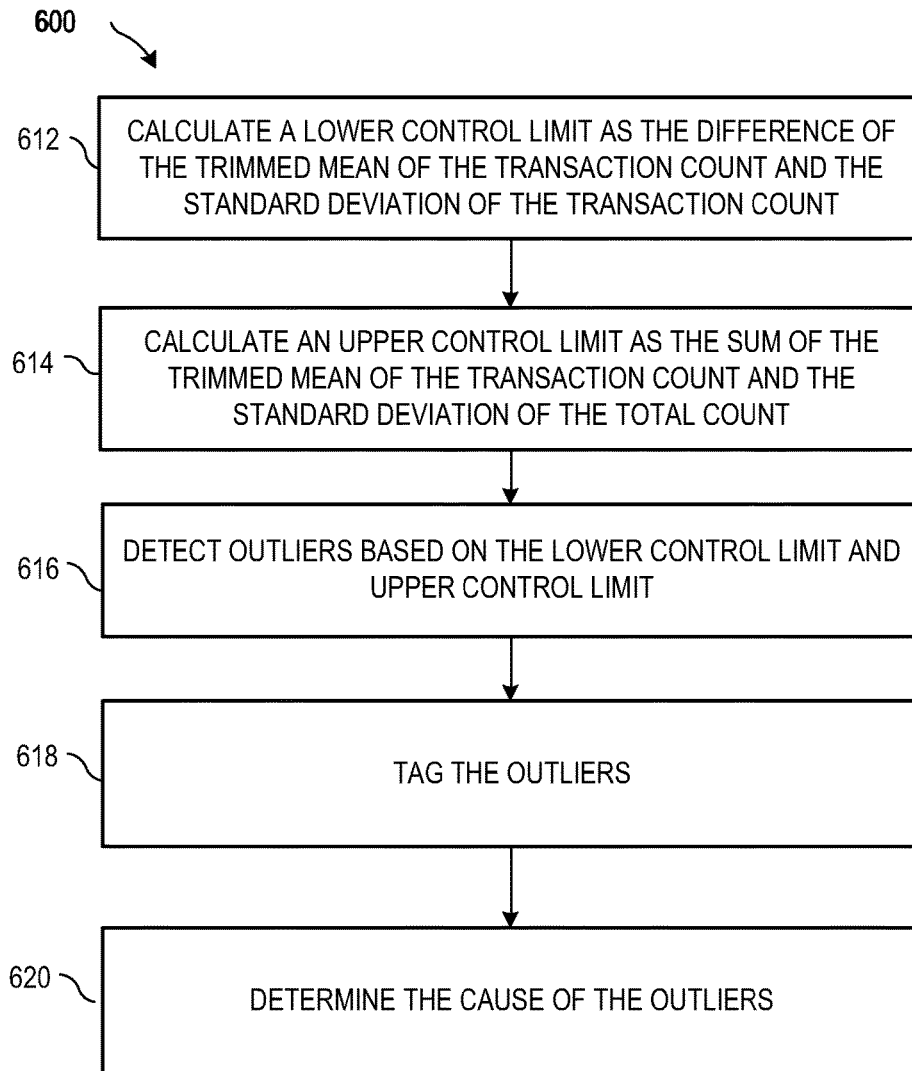 600
612
CALCULATE A LOWER CONTROL LIMIT AS THE DIFFERENCE OF
THE TRIMMED MEAN OF THE TRANSACTION COUNT AND THE
STANDARD DEVIATION OF THE TRANSACTION COUNT
614
CALCULATE AN UPPER CONTROL LIMIT AS THE SUM OF THE
TRIMMED MEAN OF THE TRANSACTION COUNT AND THE
STANDARD DEVIATION OF THE TOTAL COUNT
616
DETECT OUTLIERS BASED ON THE LOWER CONTROL LIMIT AND
UPPER CONTROL LIMIT
618
TAG THE OUTLIERS
620
DETERMINE THE CAUSE OF THE OUTLIERS